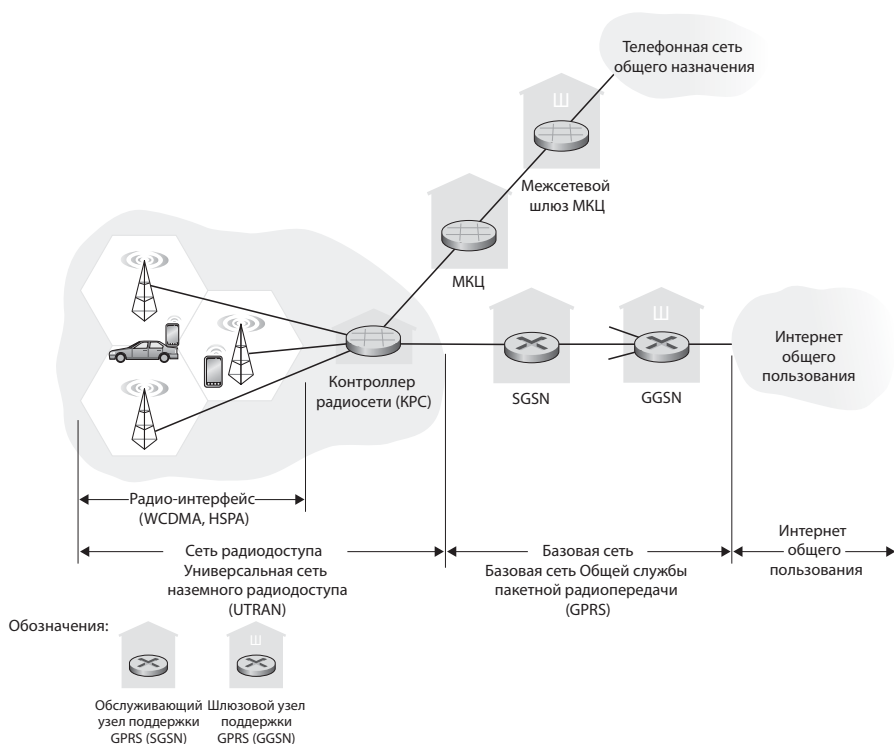 Телефонная сеть
общего назначения
Ш
Межсетевой
шлюз МКЦ
МКЦ
Контроллер
радиосети (КРС)
SGSN
Ш
GGSN
Интернет
общего
пользования
Радио-интерфейс
(WCDMA, HSPA)
Сеть радиодоступа
Универсальная сеть
наземного радиодоступа
(UTRAN)
Базовая сеть
Базовая сеть Общей службы
пакетной радиопередачи
(GPRS)
Интернет
общего
пользования
Обозначения:
Ш
Обслуживающий
узел поддержки
GPRS (SGSN)
Шлюзовой узел
поддержки
GPRS (GGSN)